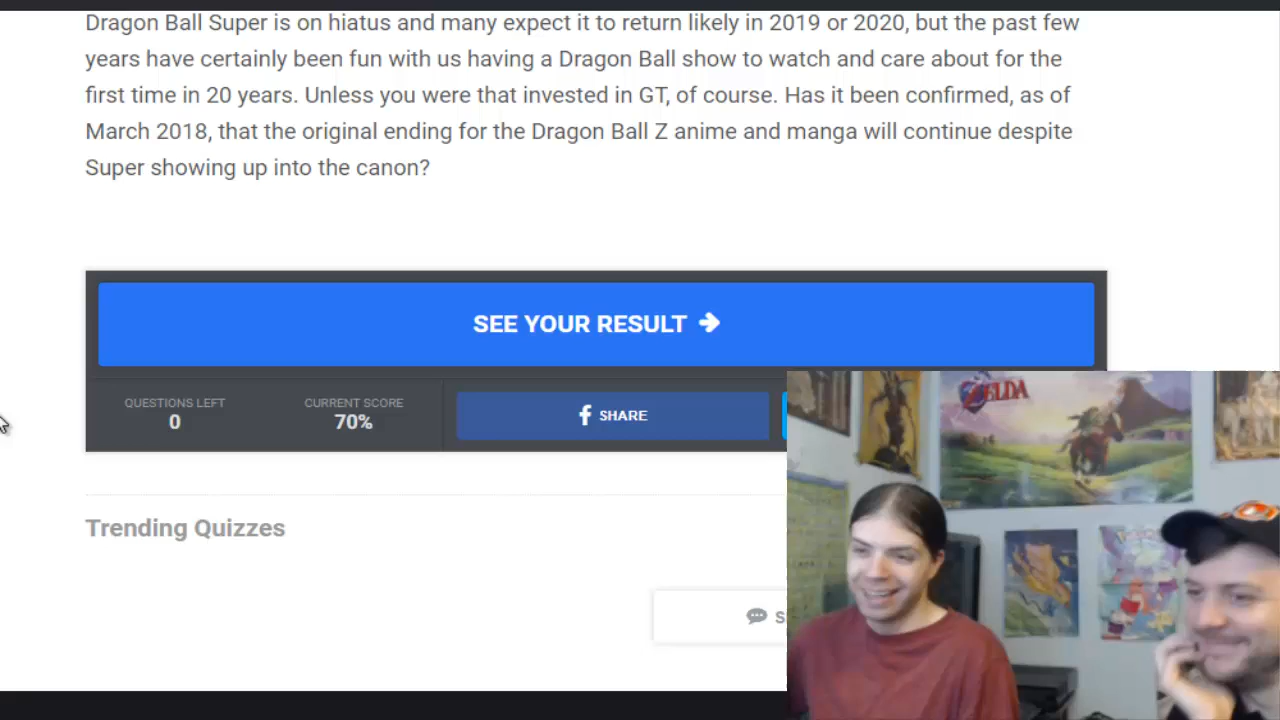 Dragon Ball Super is on hiatus and many expect it to return likely in 2019 or 2020, but the past few
years have certainly been fun with us having a Dragon Ball show to watch and care about for the
first time in 20 years. Unless you were that invested in GT, of course. Has it been confirmed, as of
March 2018, that the original ending for the Dragon Ball Z anime and manga will continue despite
Super showing up into the canon?
SEE YOUR RESULT
QUESTIONS LEFT
0
CURRENT SCORE
70%
SHARE
Trending Quizzes
S
ZELDA